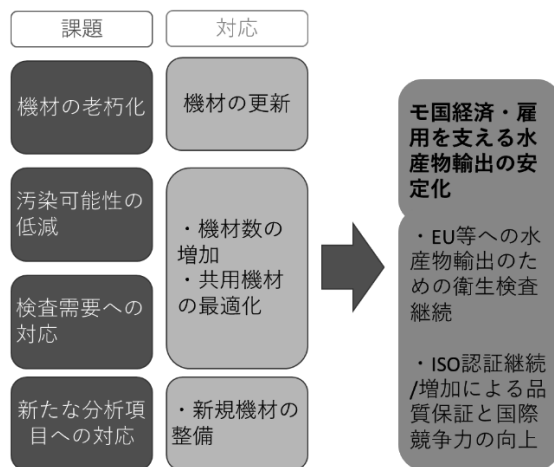 課題
対応
機材の老朽化
機材の更新
汚染可能性の
低減
検査需要への
対応
・機材数の
増加
・共用機材
の最適化
新たな分析項
目への対応
・新規機材の
整備
モ国経済・雇
用を支える水
産物輸出の安
定化
・EU等への水
産物輸出のた
めの衛生検査
継続
・ISO認証継続
/増加による品
質保証と国際
競争力の向上